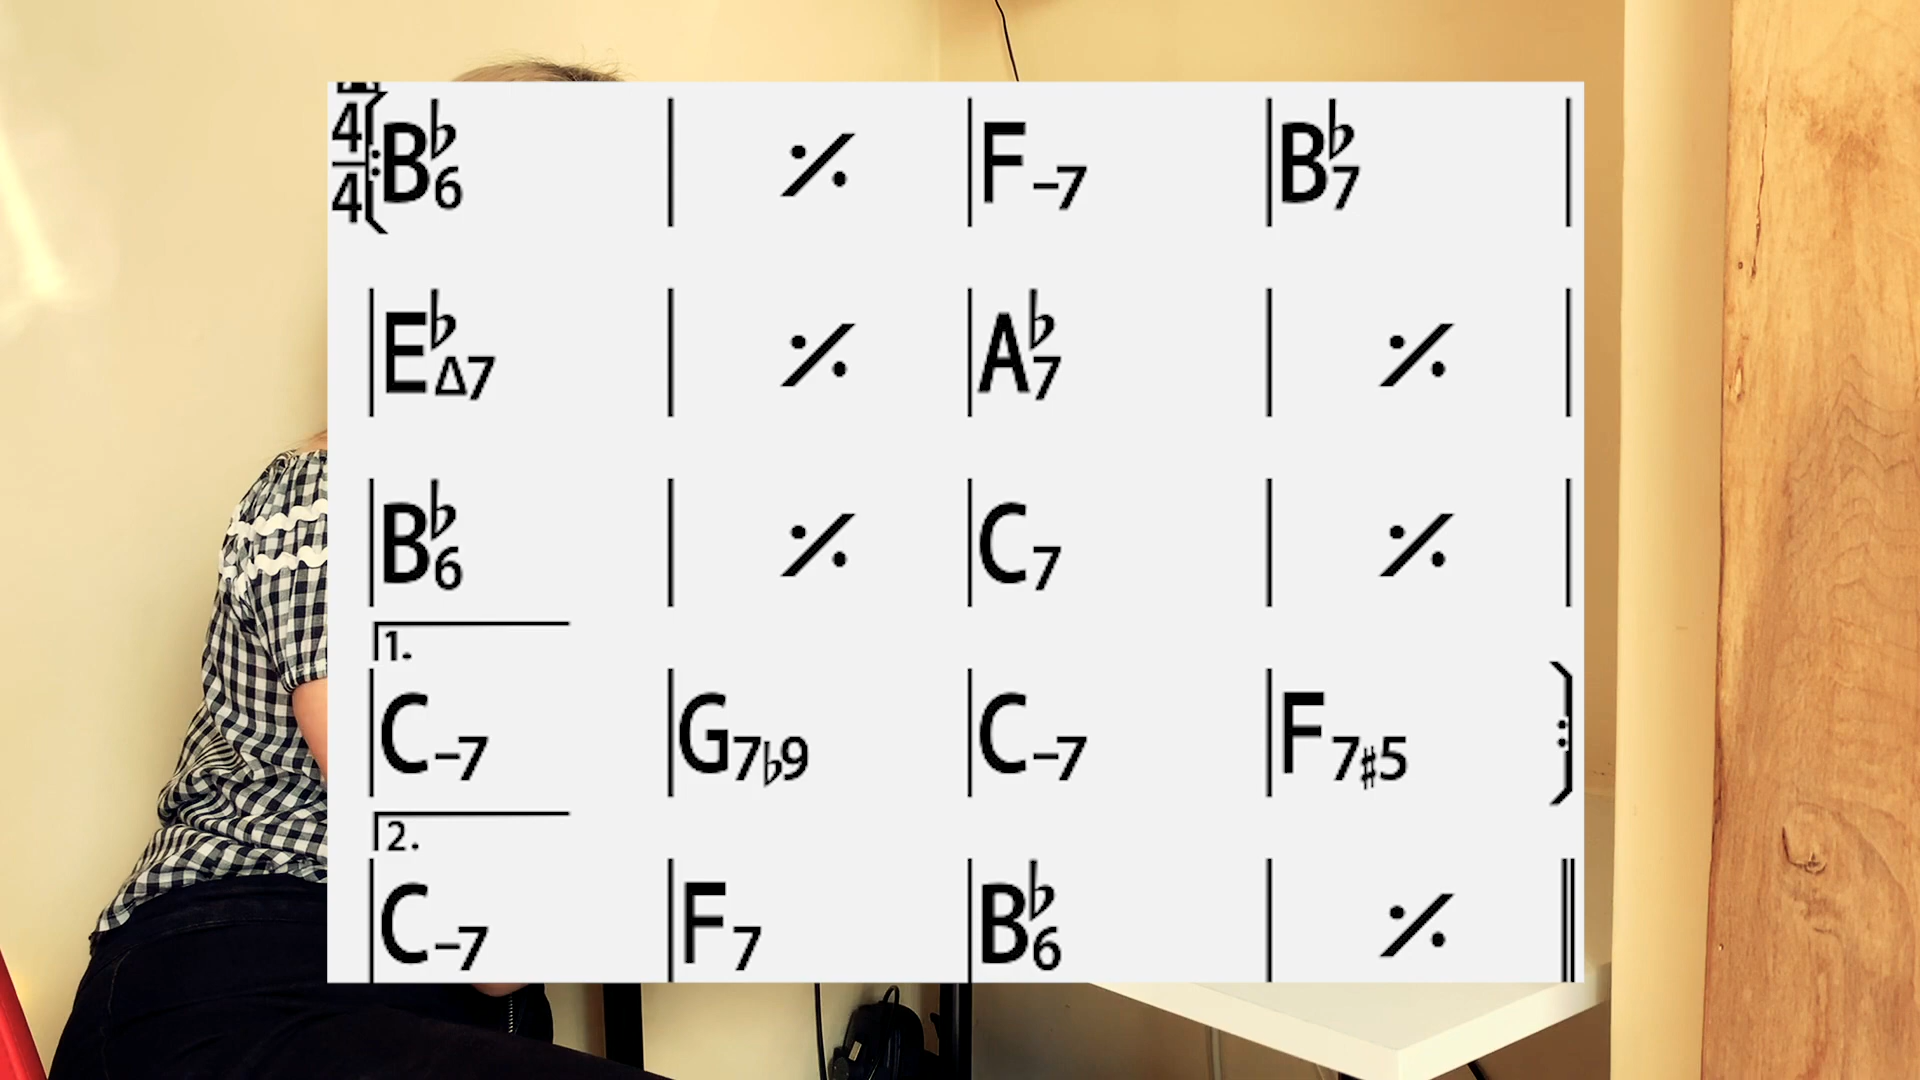 4/4 B♭6 | 𝄎 | F-7 | B♭7 |
| E♭Δ7 | 𝄎 | A♭7 | 𝄎 |
| B♭6 | 𝄎 | C7 | 𝄎 |
1.
| C-7 | G7♭9 | C-7 | F7♯5 :|
2.
| C-7 | F7 | B♭6 | 𝄎 ||